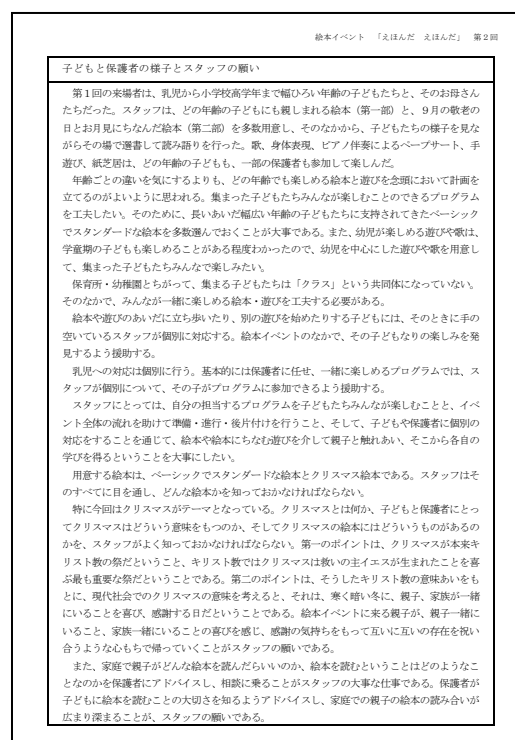 絵本イベント　「えほんだ　えほんだ」　第２回
子どもと保護者の様子とスタッフの願い
　第１回の来場者は、乳児から小学校高学年まで幅ひろい年齢の子どもたちと、そのお母さん
たちだった。スタッフは、どの年齢の子どもにも親しまれる絵本（第一部）と、９月の敬老の
日とお月見にちなんだ絵本（第二部）を多数用意し、そのなかから、子どもたちの様子を見な
がらその場で選書して読み語りを行った。歌、身体表現、ピアノ伴奏によるペープサート、手
遊び、紙芝居は、どの年齢の子どもも、一部の保護者も参加して楽しんだ。
　年齢ごとの違いを気にするよりも、どの年齢でも楽しめる絵本と遊びを念頭において計画を
立てるのがよいように思われる。集まった子どもたちみんなが楽しむことのできるプログラム
を工夫したい。そのために、長いあいだ幅広い年齢の子どもたちに支持されてきたベーシック
でスタンダードな絵本を多数選んでおくことが大事である。また、幼児が楽しめる遊びや歌は、
学童期の子どもも楽しめることがある程度わかったので、幼児を中心にした遊びや歌を用意し
て、集まった子どもたちみんなで楽しみたい。
　保育所・幼稚園とちがって、集まる子どもたちは「クラス」という共同体になっていない。
そのなかで、みんなが一緒に楽しめる絵本・遊びを工夫する必要がある。
　絵本や遊びのあいだに立ち歩いたり、別の遊びを始めたりする子どもには、そのときに手の
空いているスタッフが個別に対応する。絵本イベントのなかで、その子どもなりの楽しみを発
見するよう援助する。
　乳児への対応は個別に行う。基本的には保護者に任せ、一緒に楽しめるプログラムでは、ス
タッフが個別について、その子がプログラムに参加できるよう援助する。
　スタッフにとっては、自分の担当するプログラムを子どもたちみんなが楽しむことと、イベ
ント全体の流れを助けて準備・進行・後片付けを行うこと、そして、子どもや保護者に個別の
対応をすることを通じて、絵本や絵本にちなむ遊びを介して親子と触れあい、そこから各自の
学びを得るということを大事にしたい。
　用意する絵本は、ベーシックでスタンダードな絵本とクリスマス絵本である。スタッフはそ
のすべてに目を通し、どんな絵本かを知っておかなければならない。
　特に今回はクリスマスがテーマとなっている。クリスマスとは何か、子どもと保護者にとっ
てクリスマスはどういう意味をもつのか、そしてクリスマスの絵本にはどういうものがあるの
かを、スタッフがよく知っておかなければならない。第一のポイントは、クリスマスが本来キ
リスト教の祭だということ、キリスト教ではクリスマスは救いの主イエスが生まれたことを喜
ぶ最も重要な祭だということである。第二のポイントは、そうしたキリスト教の意味あいをも
とに、現代社会でのクリスマスの意味を考えると、それは、寒く暗い冬に、親子、家族が一緒
にいることを喜び、感謝する日だということである。絵本イベントに来る親子が、親子一緒に
いること、家族一緒にいることの喜びを感じ、感謝の気持ちをもって互いに互いの存在を祝い
合うような心もちで帰っていくことがスタッフの願いである。
　また、家庭で親子がどんな絵本を読んだらいいのか、絵本を読むということはどのようなこ
となのかを保護者にアドバイスし、相談に乗ることがスタッフの大事な仕事である。保護者が
子どもに絵本を読むことの大切さを知るようアドバイスし、家庭での親子の絵本の読み合いが
広まり深まることが、スタッフの願いである。